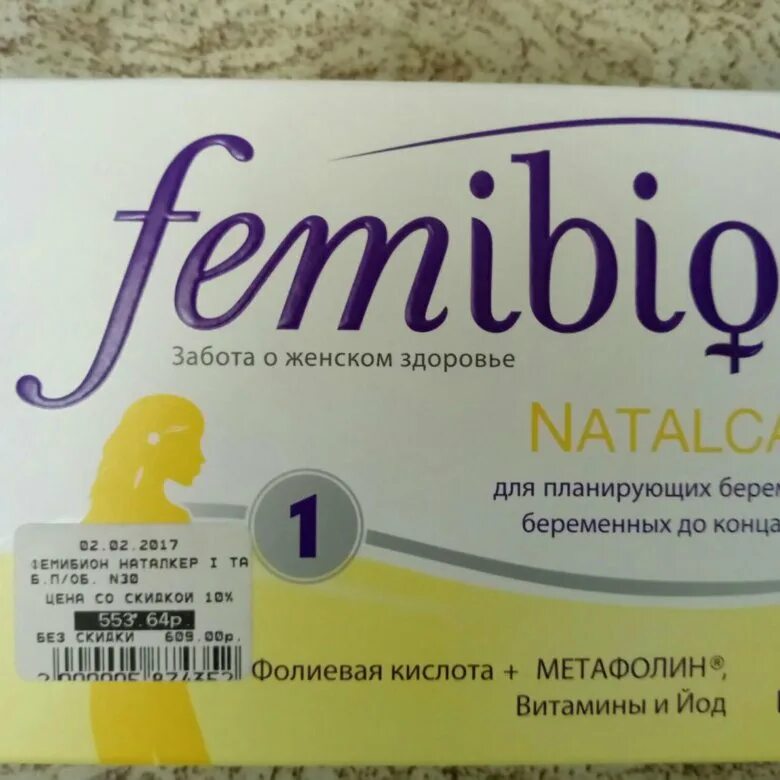 femibio
Забота о женском здоровье
NATALCA
для планирующих берем
беременных до конца
1
02.02.2017
ФЕМИБИОН НАТАЛКЕР I ТА
Б.П/ОБ. N30
ЦЕНА СО СКИДКОЙ 10%
553.64р.
БЕЗ СКИДКИ 609.00р.
Фолиевая кислота + МЕТАФОЛИН®,
Витамины и Йод